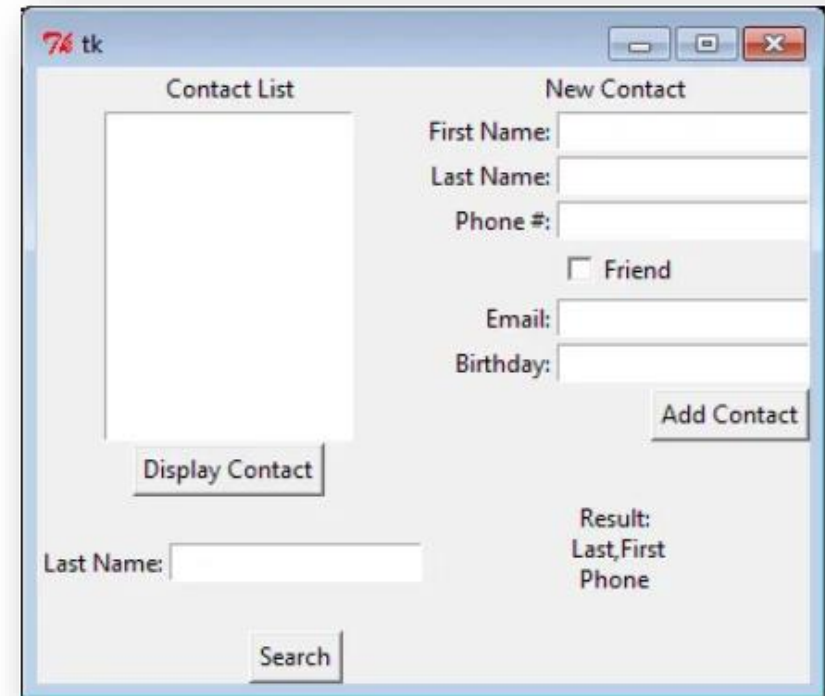 Tk tk
Contact List
New Contact
First Name:
Last Name:
Phone #:
Friend
Email:
Birthday:
Add Contact
Display Contact
Result:
Last,First
Phone
Last Name:
Search